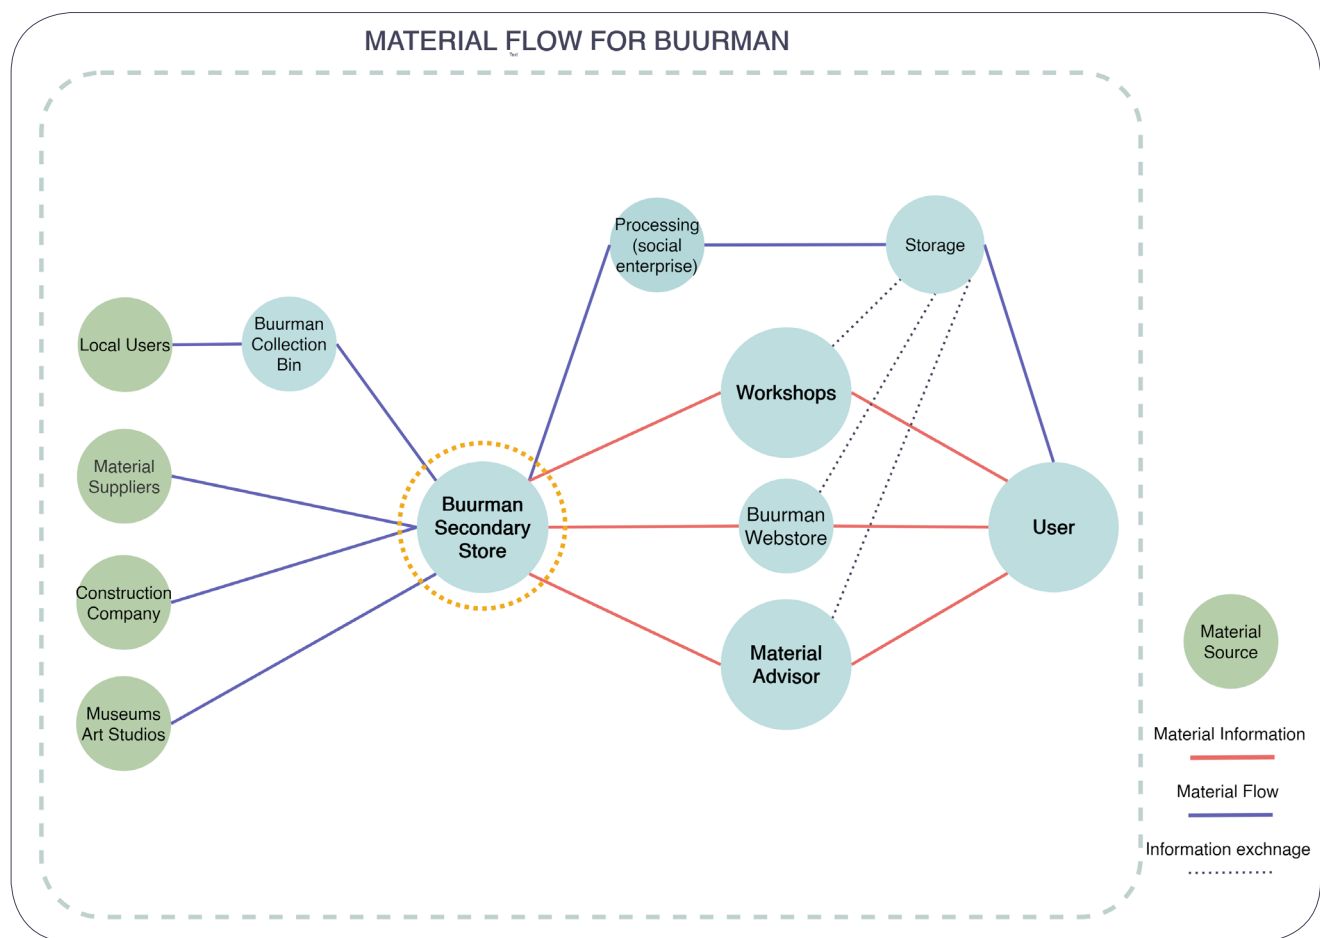 MATERIAL FLOW FOR BUURMAN
Text
Processing
(social
enterprise)
Storage
Local Users
Buurman
Collection
Bin
Workshops
Material
Suppliers
Buurman
Secondary
Store
Buurman
Webstore
User
Construction
Company
Material
Advisor
Museums
Art Studios
Material
Source
Material Information
Material Flow
Information exchnage